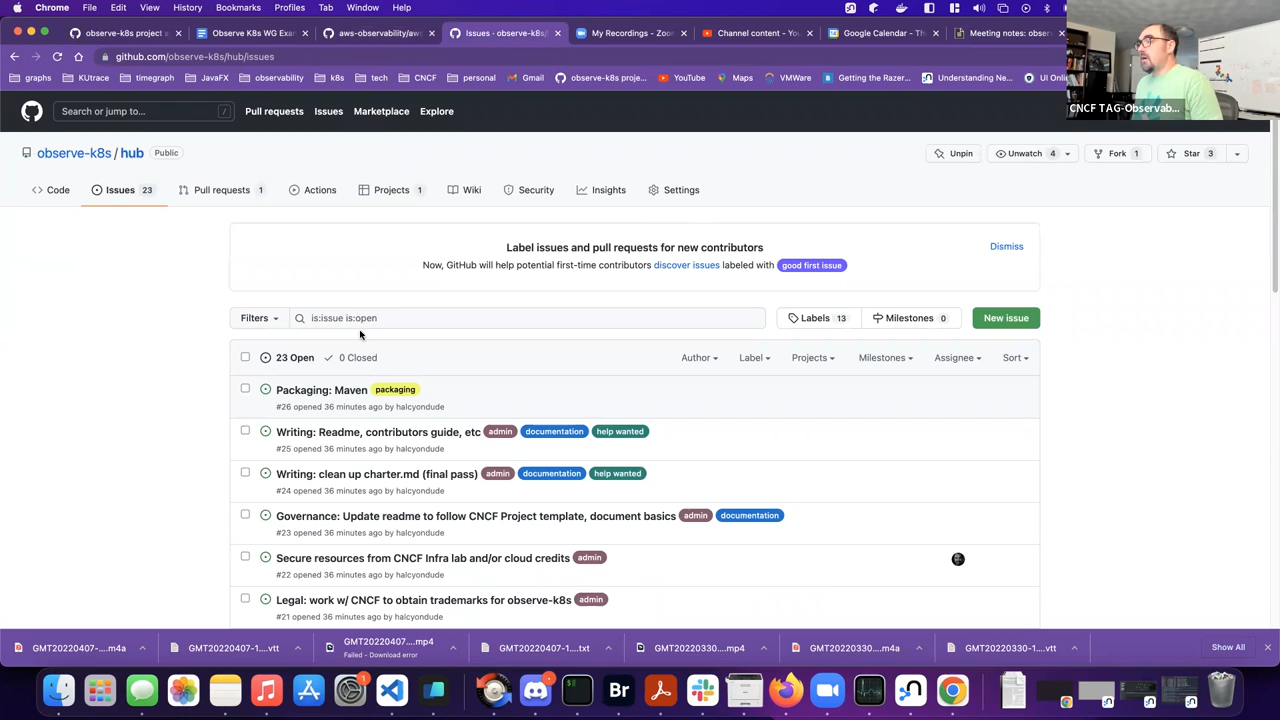 Chrome File Edit View History Bookmarks Profiles Tab Window Help
observe-k8s project
Observe K8s WG Exa
aws-observability/aws
Issues · observe-k8s/
My Recordings - Zoo
Channel content - You
Google Calendar - The
Meeting notes: obser
github.com/observe-k8s/hub/issues
graphs KUtrace timegraph JavaFX observability k8s tech CNCF personal Gmail observe-k8s proje... YouTube Maps VMWare Getting the Razer... Understanding Ne... UI Onli
CNCF TAG-Observab...
Search or jump to... / Pull requests Issues Marketplace Explore
observe-k8s / hub Public
Unpin Unwatch 4 Fork 1 Star 3
Code Issues 23 Pull requests 1 Actions Projects 1 Wiki Security Insights Settings
Label issues and pull requests for new contributors
Dismiss
Now, GitHub will help potential first-time contributors discover issues labeled with good first issue
Filters is:issue is:open Labels 13 Milestones 0 New issue
23 Open 0 Closed Author Label Projects Milestones Assignee Sort
Packaging: Maven packaging
#26 opened 36 minutes ago by halcyondude
Writing: Readme, contributors guide, etc admin documentation help wanted
#25 opened 36 minutes ago by halcyondude
Writing: clean up charter.md (final pass) admin documentation help wanted
#24 opened 36 minutes ago by halcyondude
Governance: Update readme to follow CNCF Project template, document basics admin documentation
#23 opened 36 minutes ago by halcyondude
Secure resources from CNCF Infra lab and/or cloud credits admin
#22 opened 36 minutes ago by halcyondude
Legal: work w/ CNCF to obtain trademarks for observe-k8s admin
#21 opened 36 minutes ago by halcyondude
GMT20220407-....m4a
GMT20220407-1....vtt
GMT20220407....mp4
Failed - Download error
GMT20220407-1....txt
GMT20220330....mp4
GMT20220330-....m4a
GMT20220330-1....vtt
Show All
1
Br